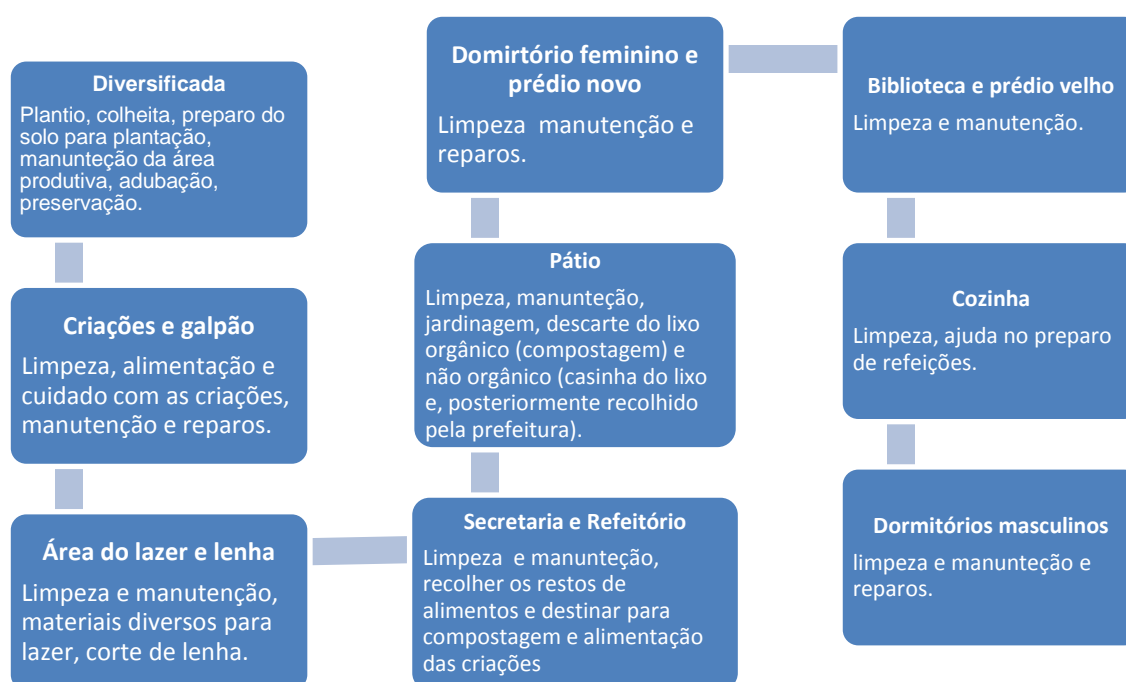 Diversificada
Plantio, colheita, preparo do
solo para plantação,
manunteção da área
produtiva, adubação,
preservação.
Criações e galpão
Limpeza, alimentação e
cuidado com as criações,
manutenção e reparos.
Área do lazer e lenha
Limpeza e manutenção,
materiais diversos para
lazer, corte de lenha.
Secretaria e Refeitório
Limpeza e manunteção,
recolher os restos de
alimentos e destinar para
compostagem e alimentação
das criações
Pátio
Limpeza, manunteção,
jardinagem, descarte do lixo
orgânico (compostagem) e
não orgânico (casinha do lixo
e, posteriormente recolhido
pela prefeitura).
Domirtório feminino e
prédio novo
Limpeza manutenção e
reparos.
Biblioteca e prédio velho
Limpeza e manutenção.
Cozinha
Limpeza, ajuda no preparo
de refeições.
Dormitórios masculinos
limpeza e manunteção e
reparos.